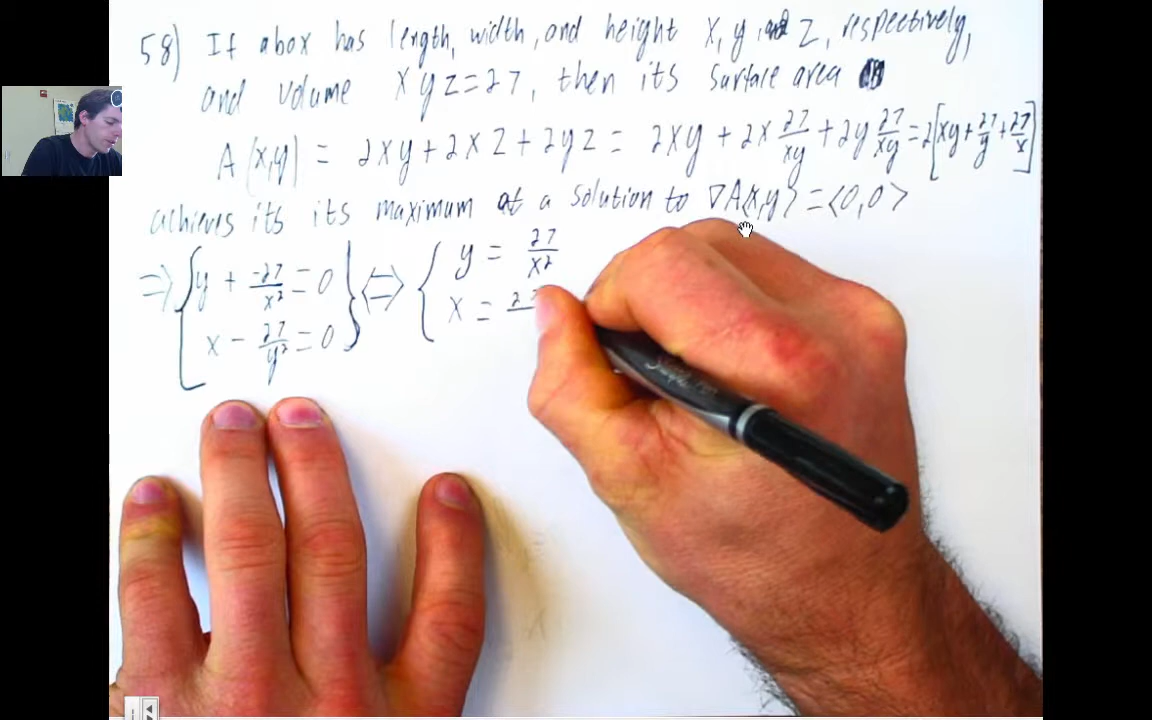 58) If a box has length, width, and height x, y, and z, respectively,
and volume xyz=27, then its surface area
A(x,y) = 2xy+2xz+2yz = 2xy + 2x 27/xy + 2y 27/xy = 2[xy + 27/y + 27/x]
achieves its its maximum at a solution to ∇A(x,y) = <0,0>
⇒ { y + -27/x² = 0 } ⇔ { y = 27/x²
x - 27/y² = 0 x = 2